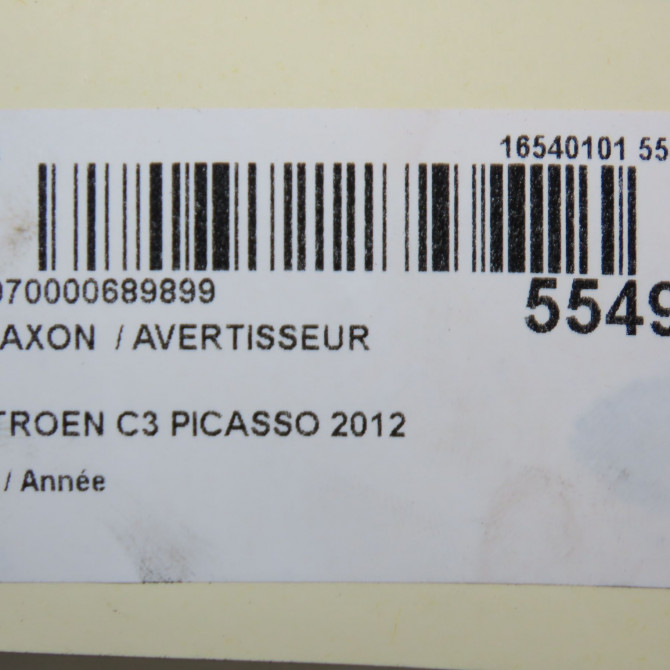 16540101 55
070000689899
5549
AXON / AVERTISSEUR
TROEN C3 PICASSO 2012
/ Année